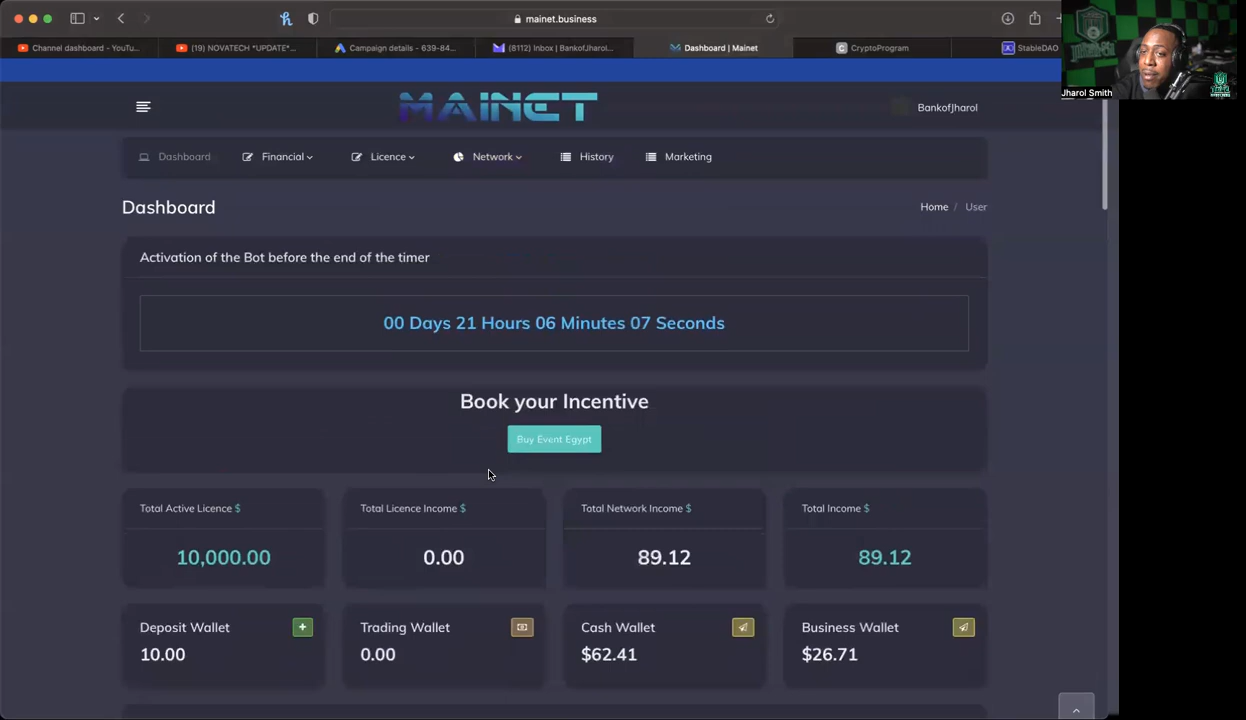 mainet.business
Channel dashboard - YouTu...
(19) NOVATECH *UPDATE*...
Campaign details - 639-84...
(8112) Inbox | BankofJharol...
Dashboard | Mainet
CryptoProgram
StableDAO
Jharol Smith
MAINET
BankofJharol
Dashboard
Financial
Licence
Network
History
Marketing
Dashboard
Home / User
Activation of the Bot before the end of the timer
00 Days 21 Hours 06 Minutes 07 Seconds
Book your Incentive
Buy Event Egypt
Total Active Licence $
Total Licence Income $
Total Network Income $
Total Income $
10,000.00
0.00
89.12
89.12
Deposit Wallet
Trading Wallet
Cash Wallet
Business Wallet
10.00
0.00
$62.41
$26.71